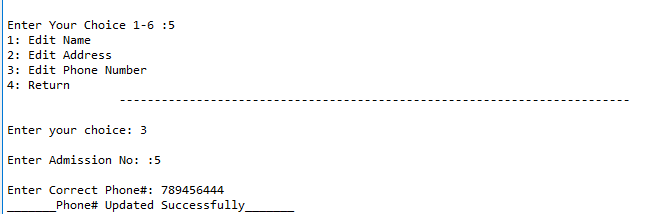 Enter Your Choice 1-6 :5
1: Edit Name
2: Edit Address
3: Edit Phone Number
4: Return
-------------------------------------------------------------------------
Enter your choice: 3
Enter Admission No: :5
Enter Correct Phone#: 789456444
_______Phone# Updated Successfully_______